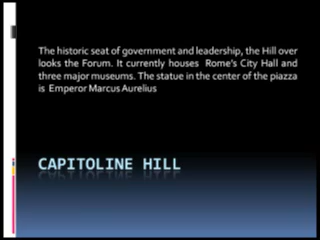 The historic seat of government and leadership, the Hill over
looks the Forum. It currently houses Rome's City Hall and
three major museums. The statue in the center of the piazza
is Emperor Marcus Aurelius
CAPITOLINE HILL